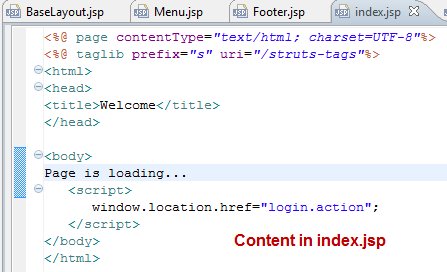 BaseLayout.jsp Menu.jsp Footer.jsp index.jsp
<%@ page contentType="text/html; charset=UTF-8"%>
<%@ taglib prefix="s" uri="/struts-tags"%>
<html>
<head>
<title>Welcome</title>
</head>
<body>
Page is loading...
<script>
window.location.href="login.action";
</script>
</body>
Content in index.jsp
</html>